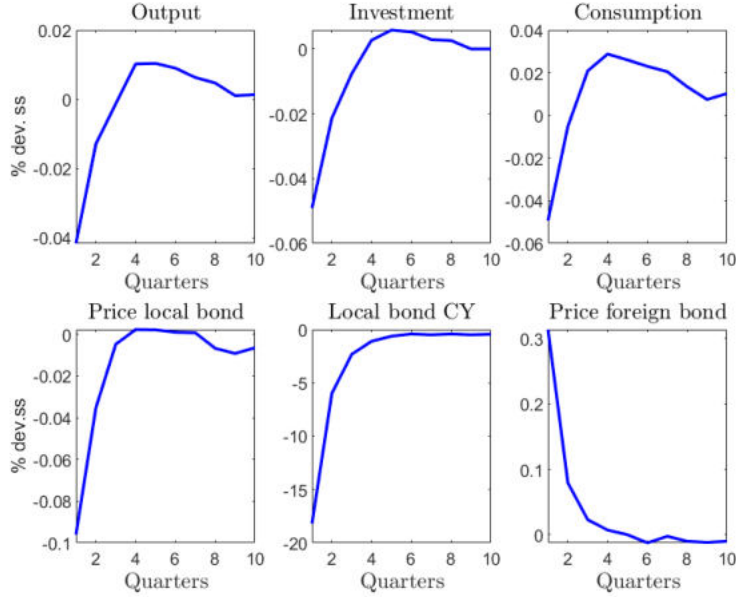 Output
Investment
Consumption
% dev. ss
0.02
0
-0.02
-0.04
2 4 6 8 10
Quarters
0
-0.02
-0.04
-0.06
2 4 6 8 10
Quarters
0.04
0.02
0
-0.02
-0.04
-0.06
2 4 6 8 10
Quarters
Price local bond
Local bond CY
Price foreign bond
% dev.ss
0
-0.02
-0.04
-0.06
-0.08
-0.1
2 4 6 8 10
Quarters
0
-5
-10
-15
-20
2 4 6 8 10
Quarters
0.3
0.2
0.1
0
2 4 6 8 10
Quarters